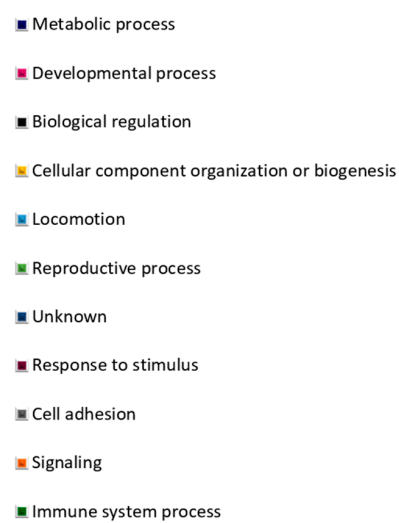 Metabolic process
Developmental process
Biological regulation
Cellular component organization or biogenesis
Locomotion
Reproductive process
Unknown
Response to stimulus
Cell adhesion
Signaling
Immune system process